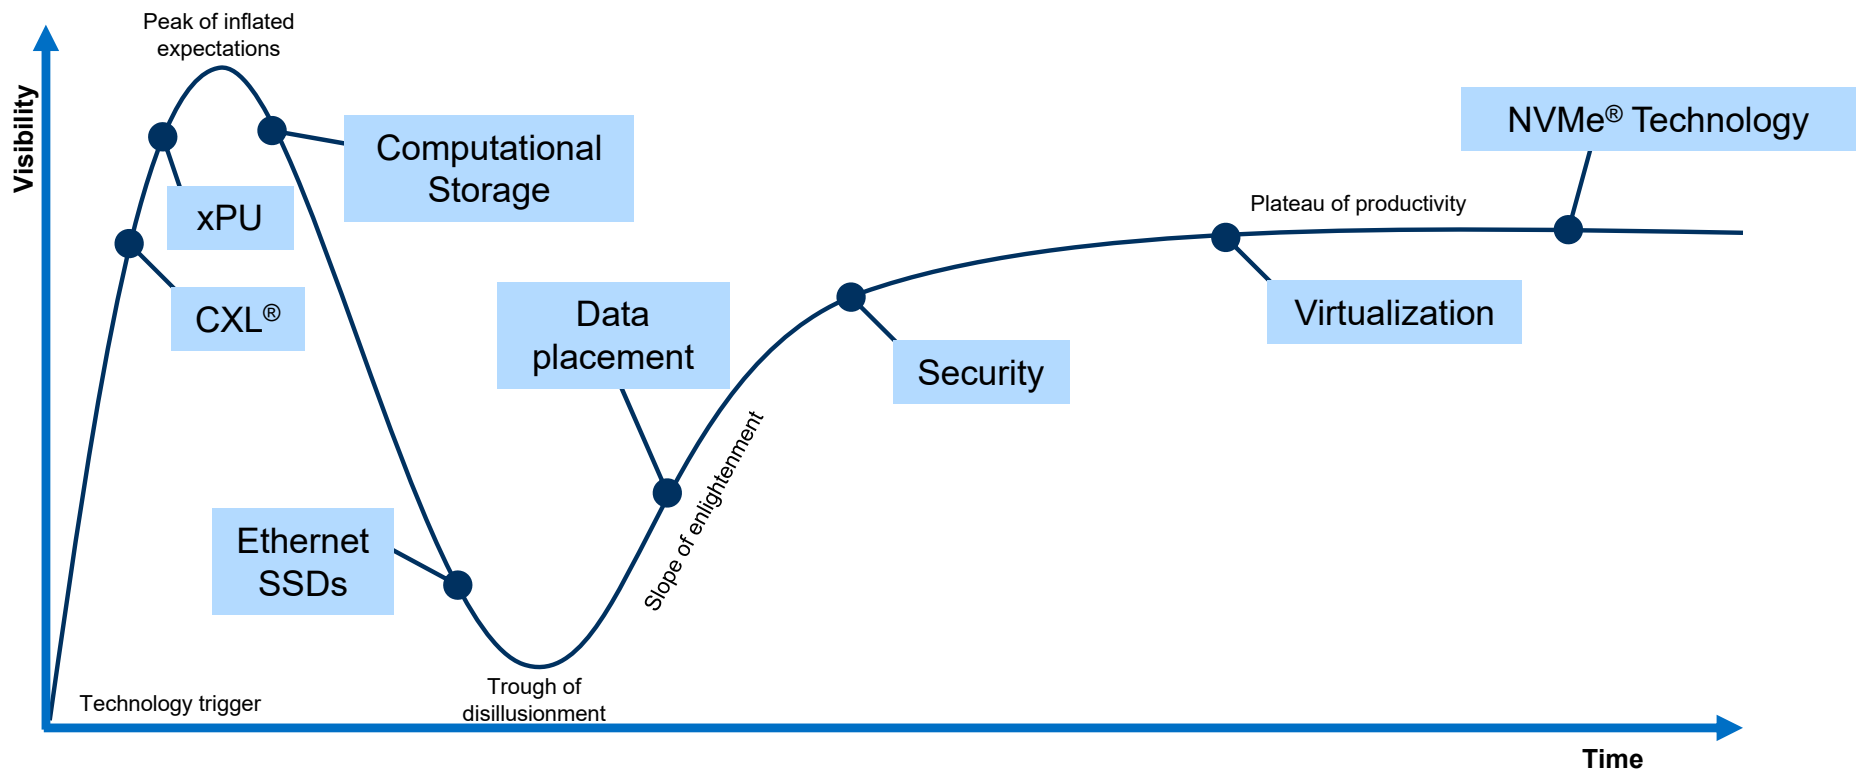 Peak of inflated
expectations
Visibility
Computational
Storage
NVMe® Technology
xPU
Plateau of productivity
CXL®
Data
placement
Virtualization
Security
Slope of enlightenment
Ethernet
SSDs
Technology trigger
Trough of
disillusionment
Time